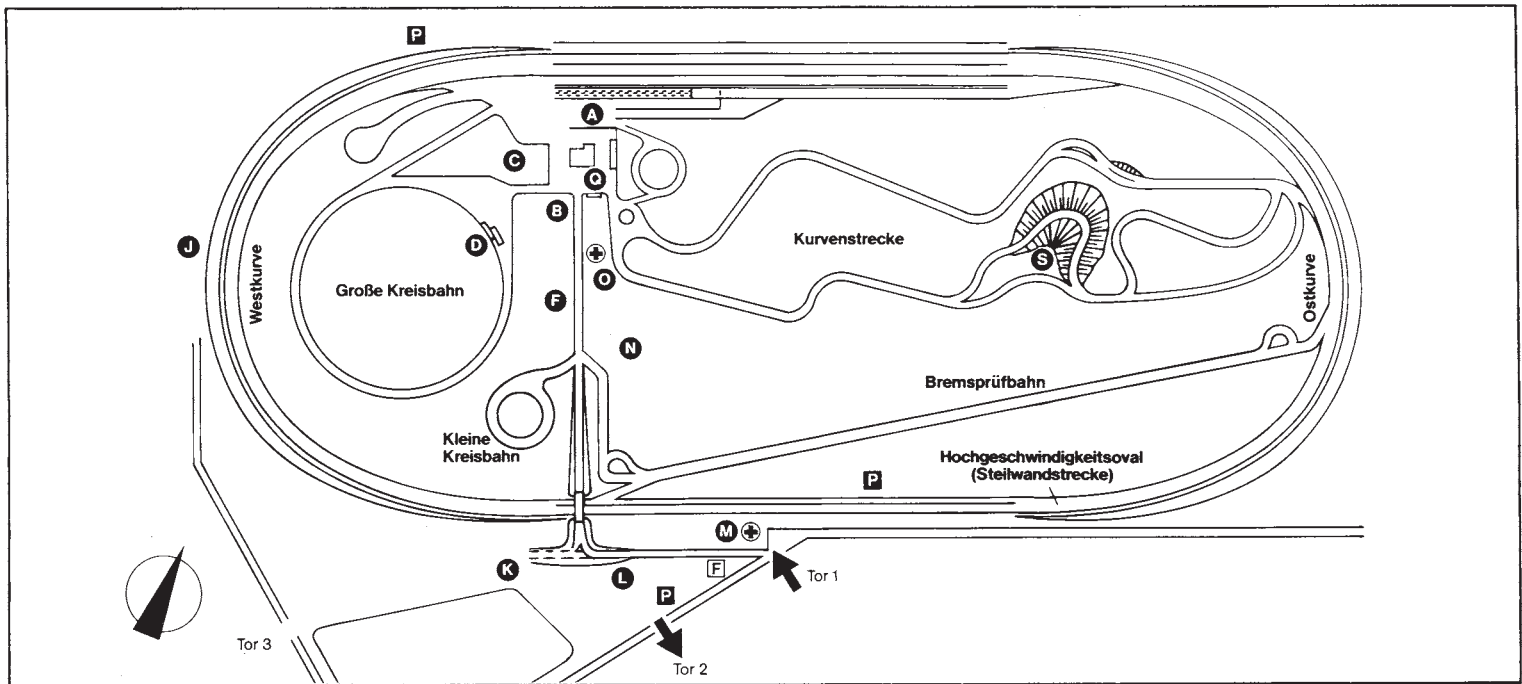 P
A
C
Q
B
J
D
Kurvenstrecke
S
Westkurve
Große Kreisbahn
O
F
Ostkurve
N
Bremsprüfbahn
Kleine
Kreisbahn
Hochgeschwindigkeitsoval
(Steilwandstrecke)
P
M
K
L
F
Tor 1
P
Tor 3
Tor 2